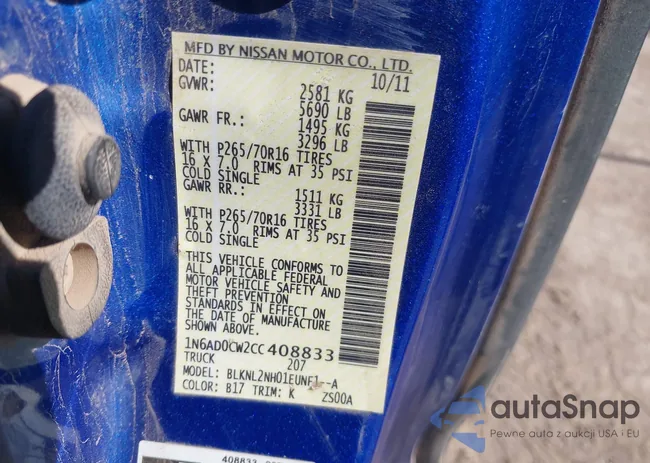 MFD BY NISSAN MOTOR CO., LTD.
DATE: 10/11
GVWR: 2581 KG
5690 LB
GAWR FR.: 1495 KG
3296 LB
WITH P265/70R16 TIRES
16 X 7.0 RIMS AT 35 PSI
COLD SINGLE
GAWR RR.: 1511 KG
3331 LB
WITH P265/70R16 TIRES
16 X 7.0 RIMS AT 35 PSI
COLD SINGLE
THIS VEHICLE CONFORMS TO
ALL APPLICABLE FEDERAL
MOTOR VEHICLE SAFETY AND
THEFT PREVENTION
STANDARDS IN EFFECT ON
THE DATE OF MANUFACTURE
SHOWN ABOVE.
1N6AD0CW2CC408833
TRUCK 207
MODEL: BLKNL2NH01EUNF1--A
COLOR: B17 TRIM: K ZS00A
408833
autaSnap
Pewne auta z aukcji USA i EU